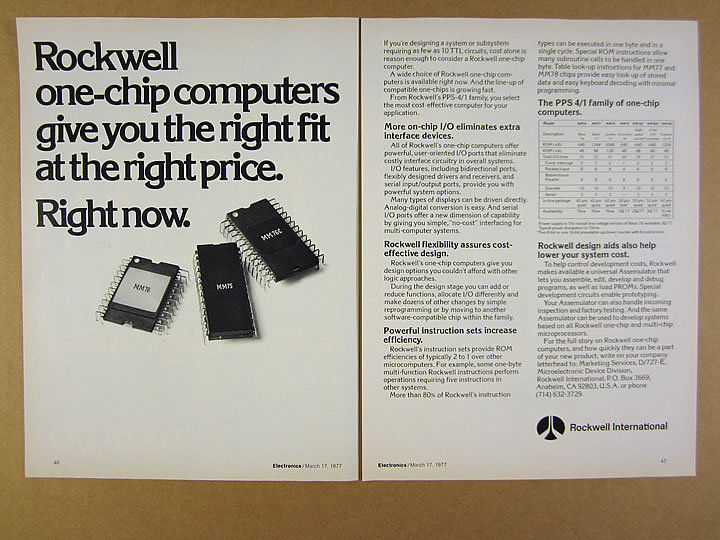 Rockwell
one-chip computers
give you the right fit
at the right price.
Right now.
MM76C
MM75
MM78
46
Electronics / March 17, 1977
If you're designing a system or subsystem
requiring as few as 10 TTL circuits, cost alone is
reason enough to consider a Rockwell one-chip
computer.
A wide choice of Rockwell one-chip com-
puters is available right now. And the line-up of
compatible one-chips is growing fast.
From Rockwell's PPS-4/1 family, you select
the most cost-effective computer for your
application.
More on-chip I/O eliminates extra
interface devices.
All of Rockwell's one-chip computers offer
powerful, user-oriented I/O ports that eliminate
costly interface circuitry in overall systems.
I/O features, including bidirectional ports,
flexibly designed drivers and receivers, and
serial input/output ports, provide you with
powerful system options.
Many types of displays can be driven directly.
Analog-digital conversion is easy. And serial
I/O ports offer a new dimension of capability
by giving you simple, "no-cost" interfacing for
multi-computer systems.
Rockwell flexibility assures cost-
effective design.
Rockwell's one-chip computers give you
design options you couldn't afford with other
logic approaches.
During the design stage you can add or
reduce functions, allocate I/O differently and
make dozens of other changes by simple
reprogramming or by moving to another
software-compatible chip within the family.
Powerful instruction sets increase
efficiency.
Rockwell's instruction sets provide ROM
efficiencies of typically 2 to 1 over other
microcomputers. For example, some one-byte
multi-function Rockwell instructions perform
operations requiring five instructions in
other systems.
More than 80% of Rockwell's instruction
types can be executed in one byte and in a
single cycle. Special ROM instructions allow
many subroutine calls to be handled in one
byte. Table look-up instructions for MM77 and
MM78 chips provide easy look up of stored
data and easy keyboard decoding with minimal
programming.
The PPS 4/1 family of one-chip
computers.
Model
Description
ROM (x8)
RAM (x4)
Total I/O lines
Cond. Interrupt
Parallel Input
Bidirectional
Parallel
Discrete
Serial
In-line package
Availability
Rockwell design aids also help
lower your system cost.
To help control development costs, Rockwell
makes available a universal Assemulator that
lets you assemble, edit, develop and debug
programs, as well as load PROMs. Special
development circuits enable prototyping.
Your Assemulator can also handle incoming
inspection and factory testing. And the same
Assemulator can be used to develop systems
based on all Rockwell one-chip and multi-chip
microprocessors.
For the full story on Rockwell one-chip
computers, and how quickly they can be a part
of your new product, write on your company
letterhead to: Marketing Services, D/727-E,
Microelectronic Device Division,
Rockwell International, P.O. Box 3669,
Anaheim, CA 92803, U.S.A. or phone
(714) 632-3729.
Rockwell International
Electronics / March 17, 1977
47